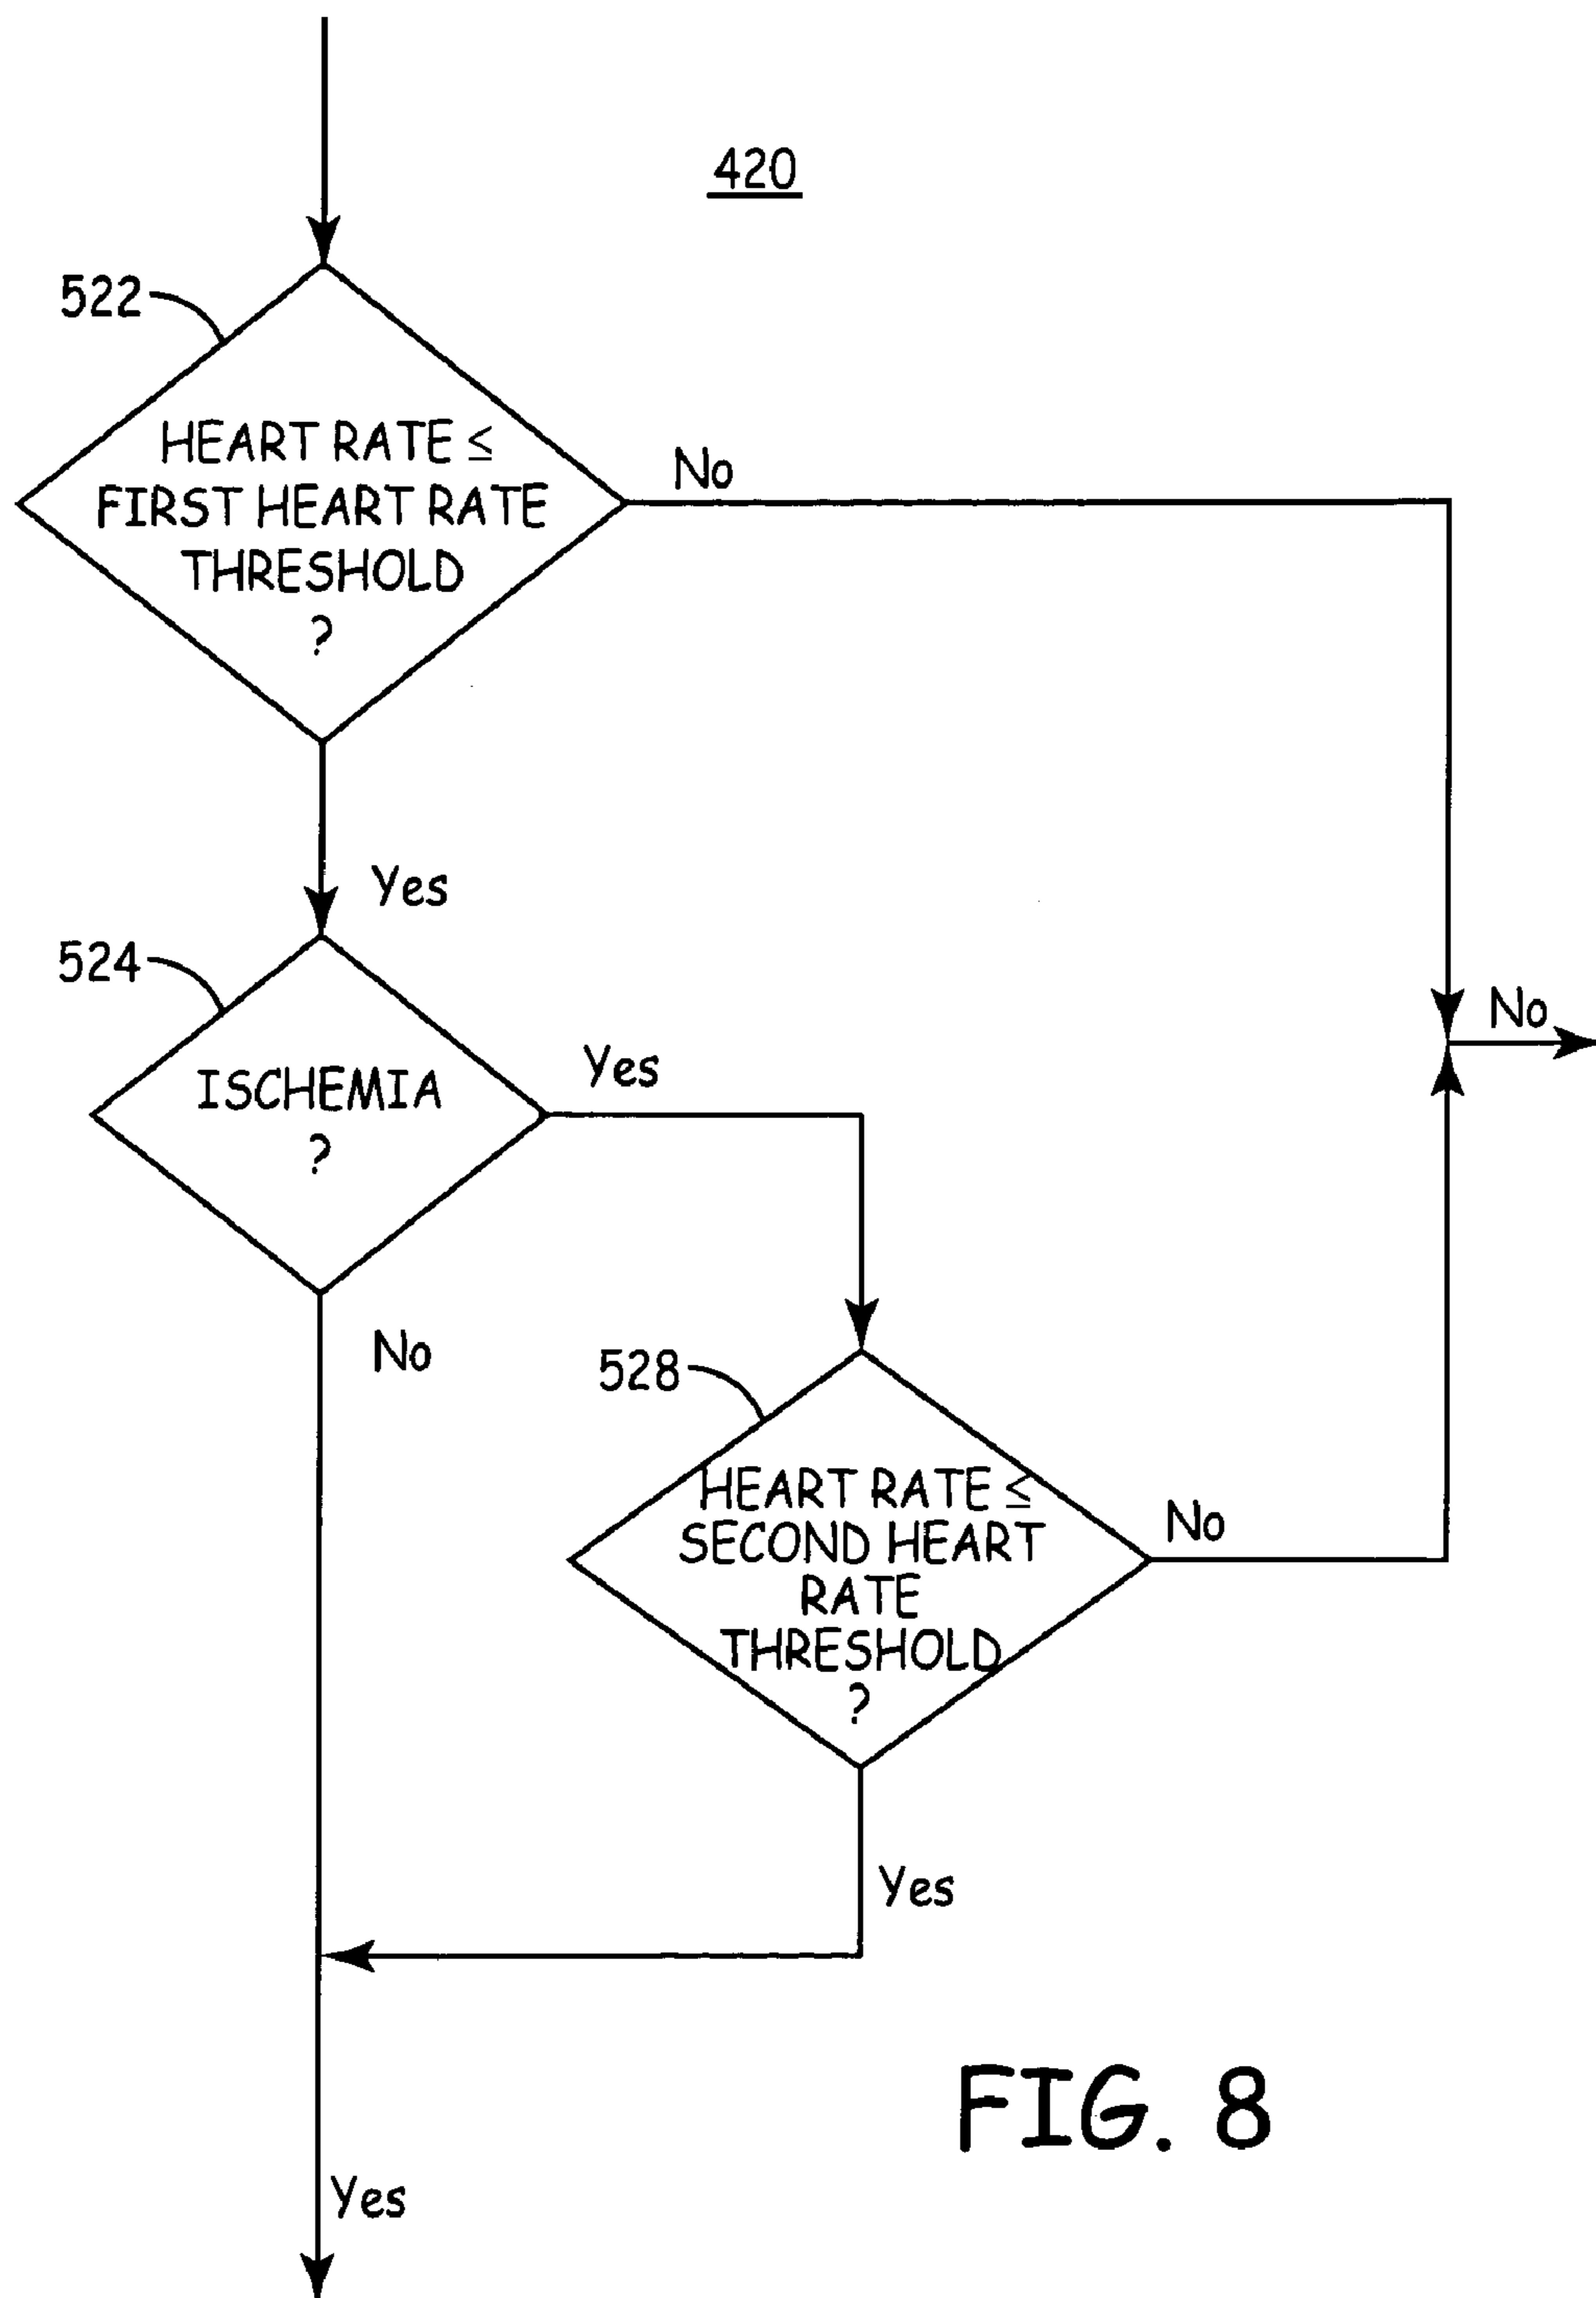 420
522
HEART RATE ≤
FIRST HEART RATE
THRESHOLD
?
No
Yes
524
ISCHEMIA
?
Yes
No
No
528
HEART RATE ≤
SECOND HEART
RATE
THRESHOLD
?
No
Yes
Yes
FIG. 8